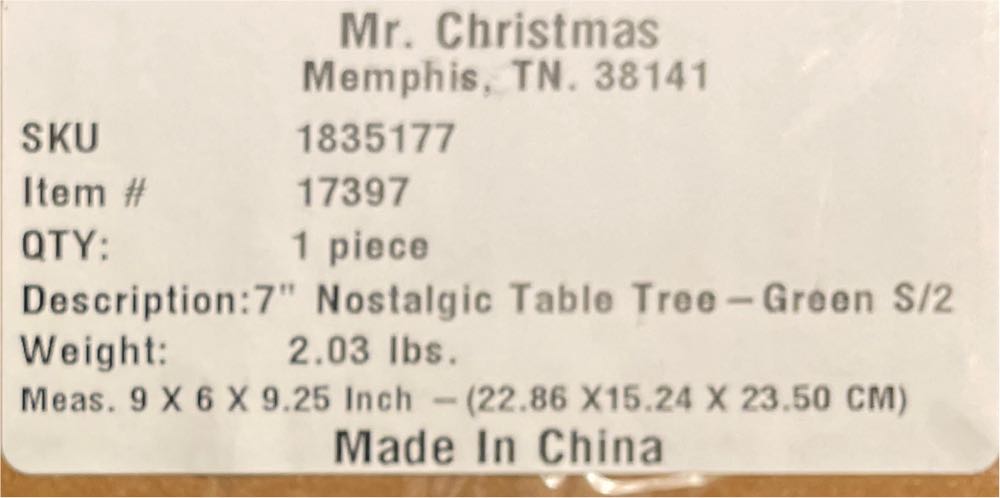 Mr. Christmas
Memphis, TN. 38141
SKU 1835177
Item # 17397
QTY: 1 piece
Description:7" Nostalgic Table Tree – Green S/2
Weight: 2.03 lbs.
Meas. 9 X 6 X 9.25 Inch – (22.86 X15.24 X 23.50 CM)
Made In China